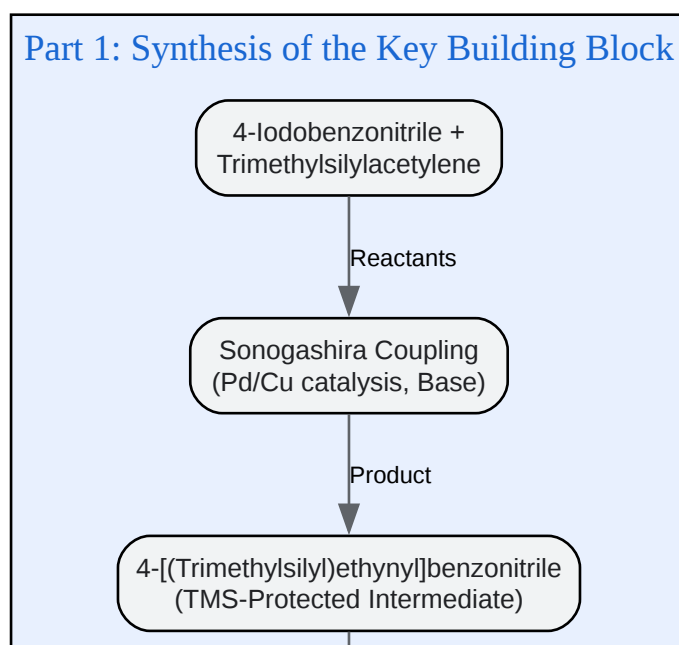 Part 1: Synthesis of the Key Building Block
4-Iodobenzonitrile +
Trimethylsilylacetylene
Reactants
Sonogashira Coupling
(Pd/Cu catalysis, Base)
Product
4-[(Trimethylsilyl)ethynyl]benzonitrile
(TMS-Protected Intermediate)